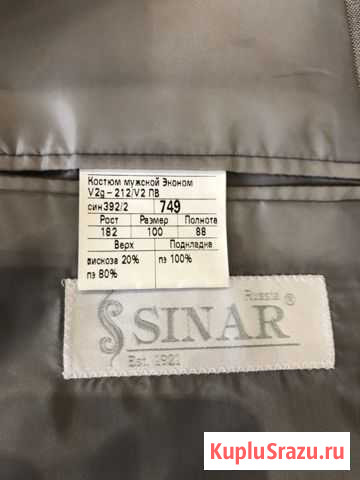 Костюм мужской Эконом
V2g - 212/V2 ПВ
син392/2 749
Рост Размер Полнота
182 100 88
Верх Подкладка
вискоза 20% пэ 100%
пэ 80%
Russia ®
SINAR
Est. 1921
KupluSrazu.ru